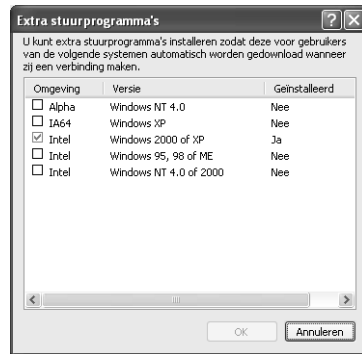 Extra stuurprogramma's
U kunt extra stuurprogramma's installeren zodat deze voor gebruikers
van de volgende systemen automatisch worden gedownload wanneer
zij een verbinding maken.
Omgeving Versie Geïnstalleerd
Alpha Windows NT 4.0 Nee
IA64 Windows XP Nee
Intel Windows 2000 of XP Ja
Intel Windows 95, 98 of ME Nee
Intel Windows NT 4.0 of 2000 Nee
OK Annuleren